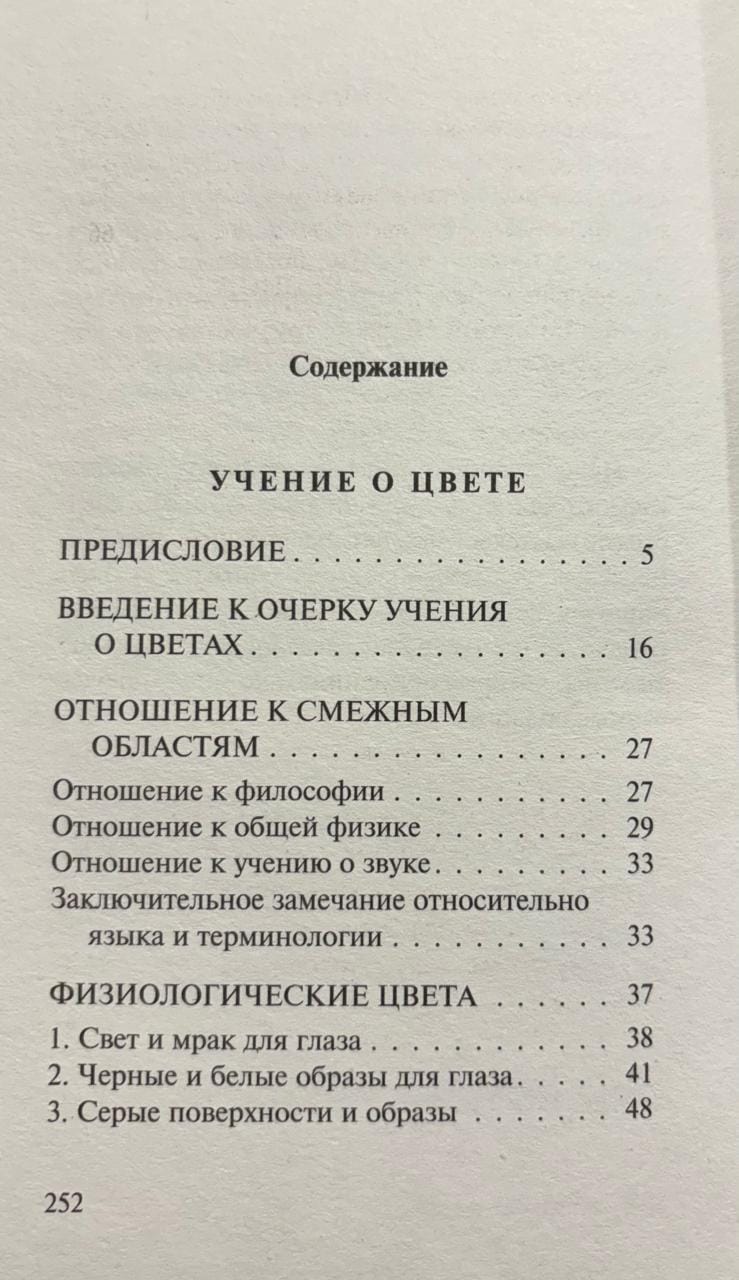 Содержание
УЧЕНИЕ О ЦВЕТЕ
ПРЕДИСЛОВИЕ . . . . . . . . . . . . . . . . . . 5
ВВЕДЕНИЕ К ОЧЕРКУ УЧЕНИЯ
О ЦВЕТАХ . . . . . . . . . . . . . . . . . . . 16
ОТНОШЕНИЕ К СМЕЖНЫМ
ОБЛАСТЯМ . . . . . . . . . . . . . . . . . . 27
Отношение к философии . . . . . . . . . . . 27
Отношение к общей физике . . . . . . . . . 29
Отношение к учению о звуке . . . . . . . . . 33
Заключительное замечание относительно
языка и терминологии . . . . . . . . . . . 33
ФИЗИОЛОГИЧЕСКИЕ ЦВЕТА . . . . . . 37
1. Свет и мрак для глаза . . . . . . . . . . . . 38
2. Черные и белые образы для глаза . . . . . 41
3. Серые поверхности и образы . . . . . . . 48
252